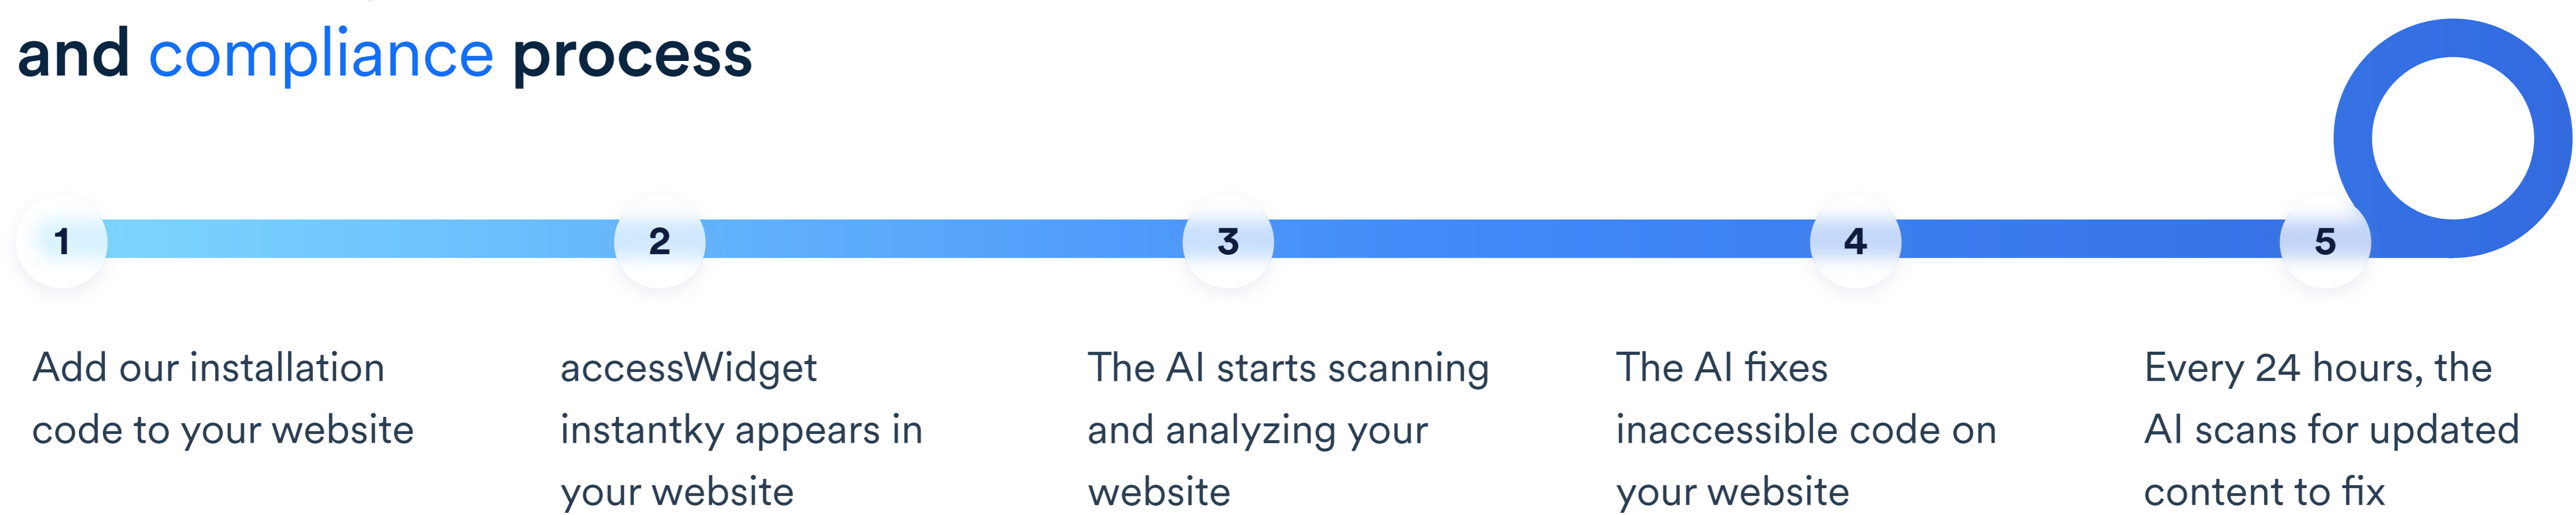 and compliance process
1
2
3
4
5
Add our installation
code to your website
accessWidget
instantky appears in
your website
The AI starts scanning
and analyzing your
website
The AI fixes
inaccessible code on
your website
Every 24 hours, the
AI scans for updated
content to fix